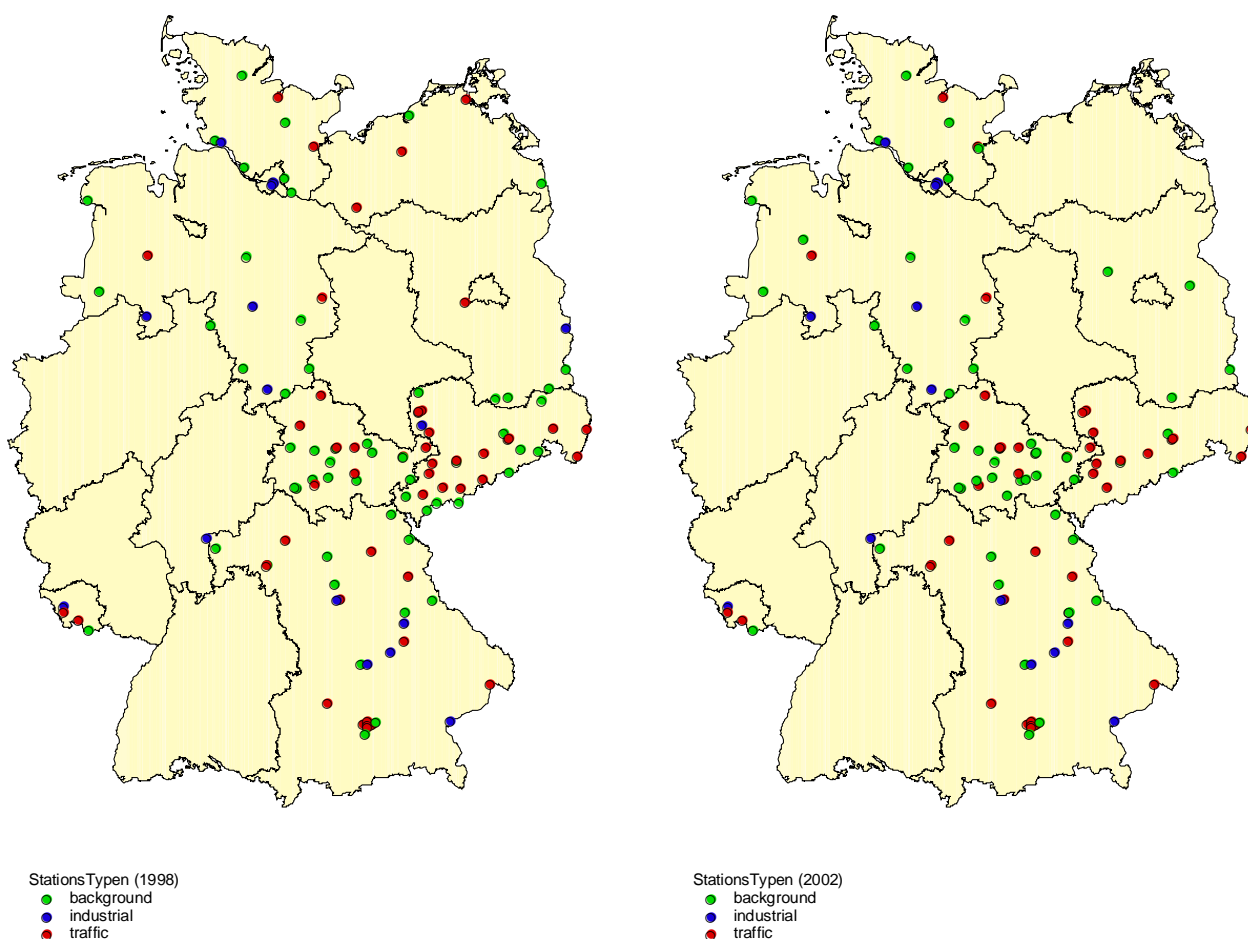 StationsTypen (1998)
background
industrial
traffic
StationsTypen (2002)
background
industrial
traffic